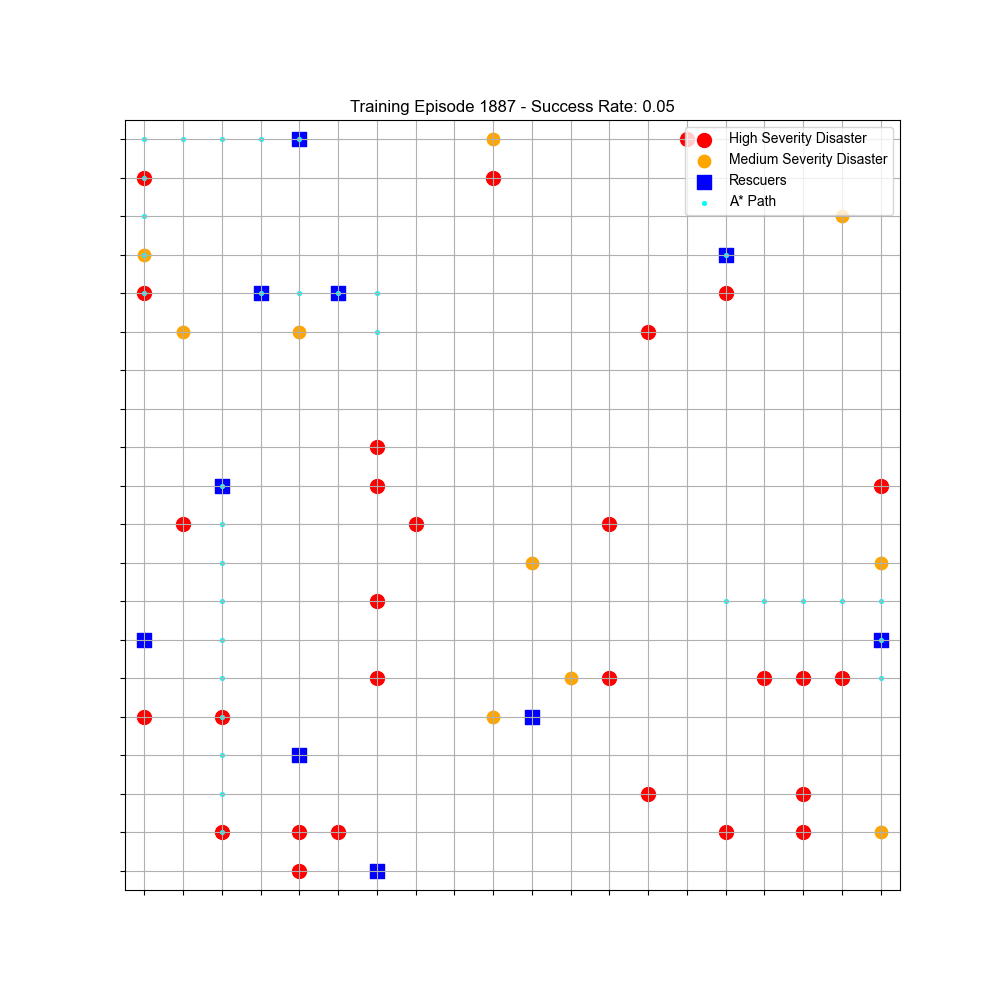 Training Episode 1887 - Success Rate: 0.05
High Severity Disaster
Medium Severity Disaster
Rescuers
A* Path